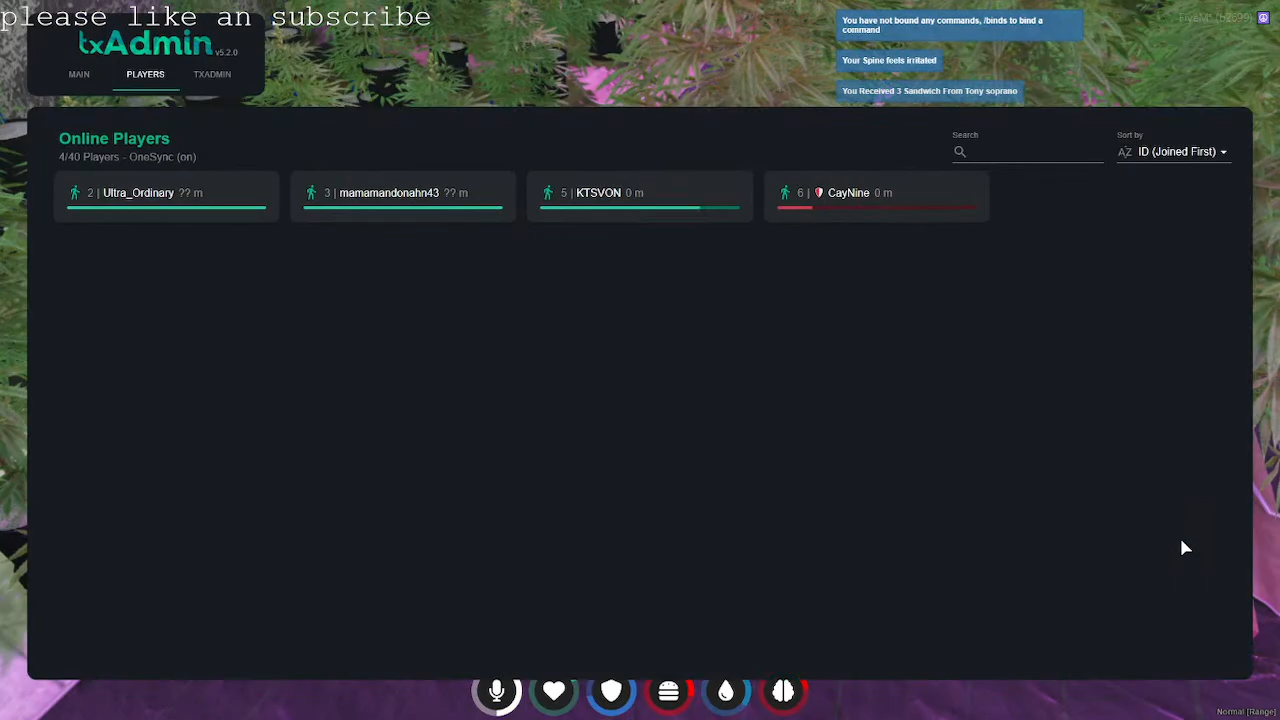 please like an subscribe
txAdmin v5.2.0
MAIN PLAYERS TXADMIN
You have not bound any commands, /binds to bind a
command
Your Spine feels irritated
You Received 3 Sandwich From Tony soprano
Online Players
4/40 Players - OneSync (on)
Search
Sort by
AZ ID (Joined First)
2 | Ultra_Ordinary ?? m
3 | mamamandonahn43 ?? m
5 | KTSVON 0 m
6 | CayNine 0 m
Normal [Range]